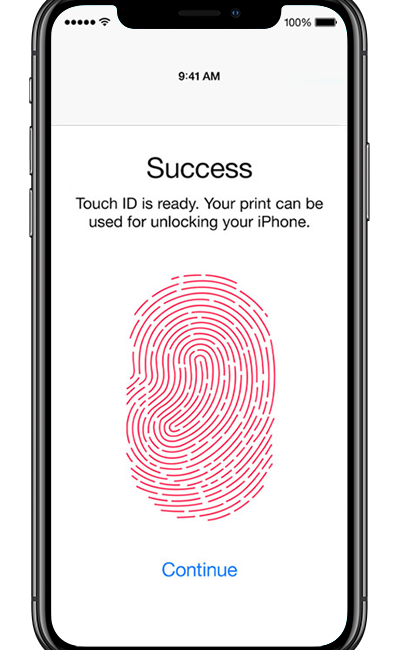 100%
9:41 AM
Success
Touch ID is ready. Your print can be
used for unlocking your iPhone.
Continue